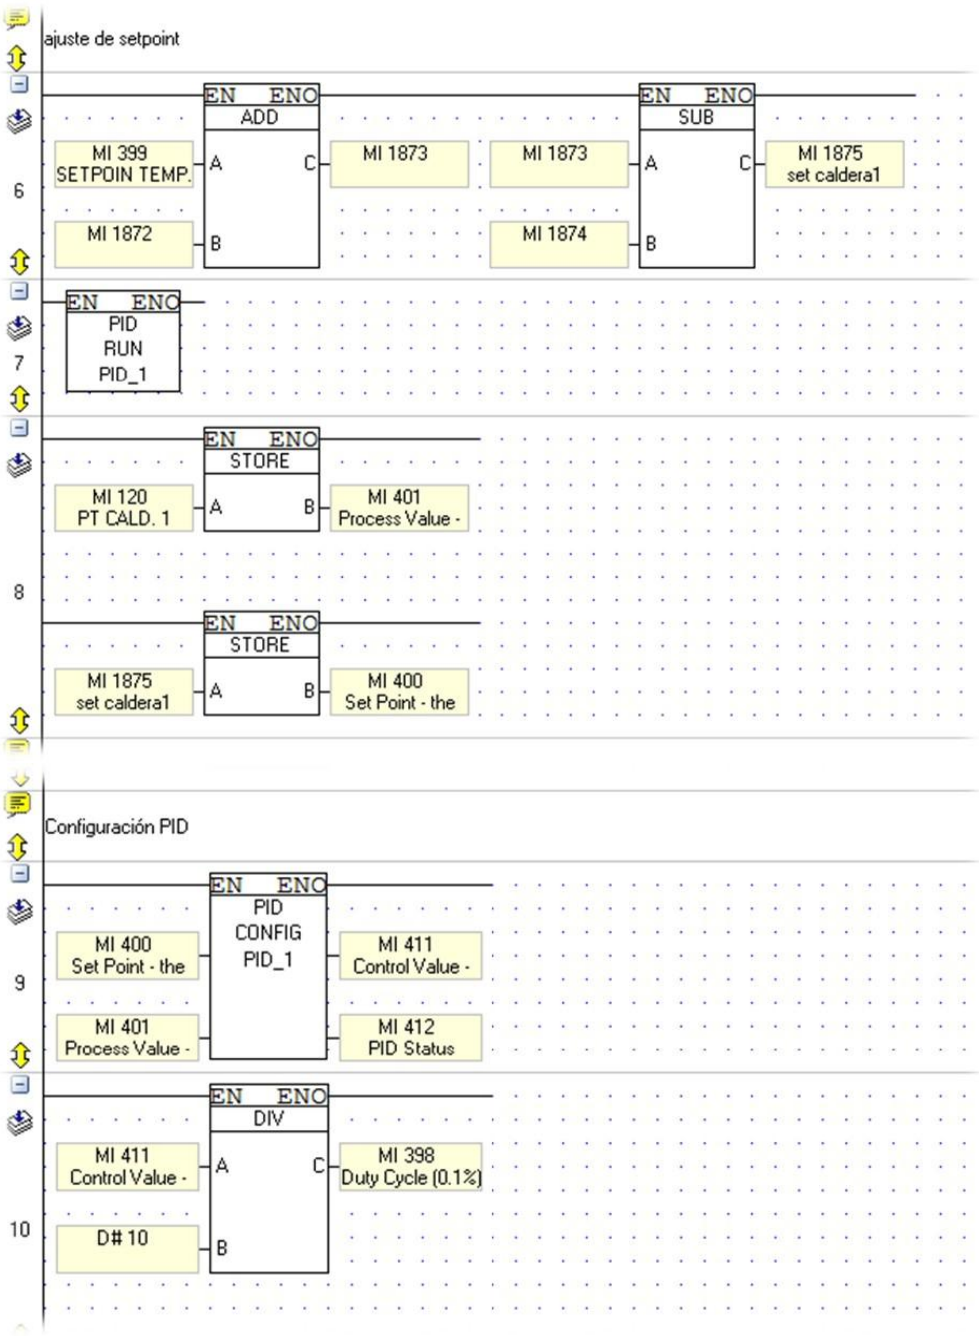 ajuste de setpoint
EN ENO EN ENO
ADD SUB
MI 399 MI 1873 MI 1873 MI 1875
SETPOIN TEMP. A C A C set caldera1
6
MI 1872 MI 1874
B B
EN ENO
PID
RUN
7
PID_1
EN ENO
STORE
MI 120 MI 401
PT CALD. 1 A B Process Value -
8
EN ENO
STORE
MI 1875 MI 400
set caldera1 A B Set Point - the
Configuración PID
EN ENO
PID
CONFIG
MI 400 PID_1 MI 411
Set Point - the Control Value -
9
MI 401 MI 412
Process Value - PID Status
EN ENO
DIV
MI 411 MI 398
Control Value - A C Duty Cycle (0.1%)
10
D# 10
B